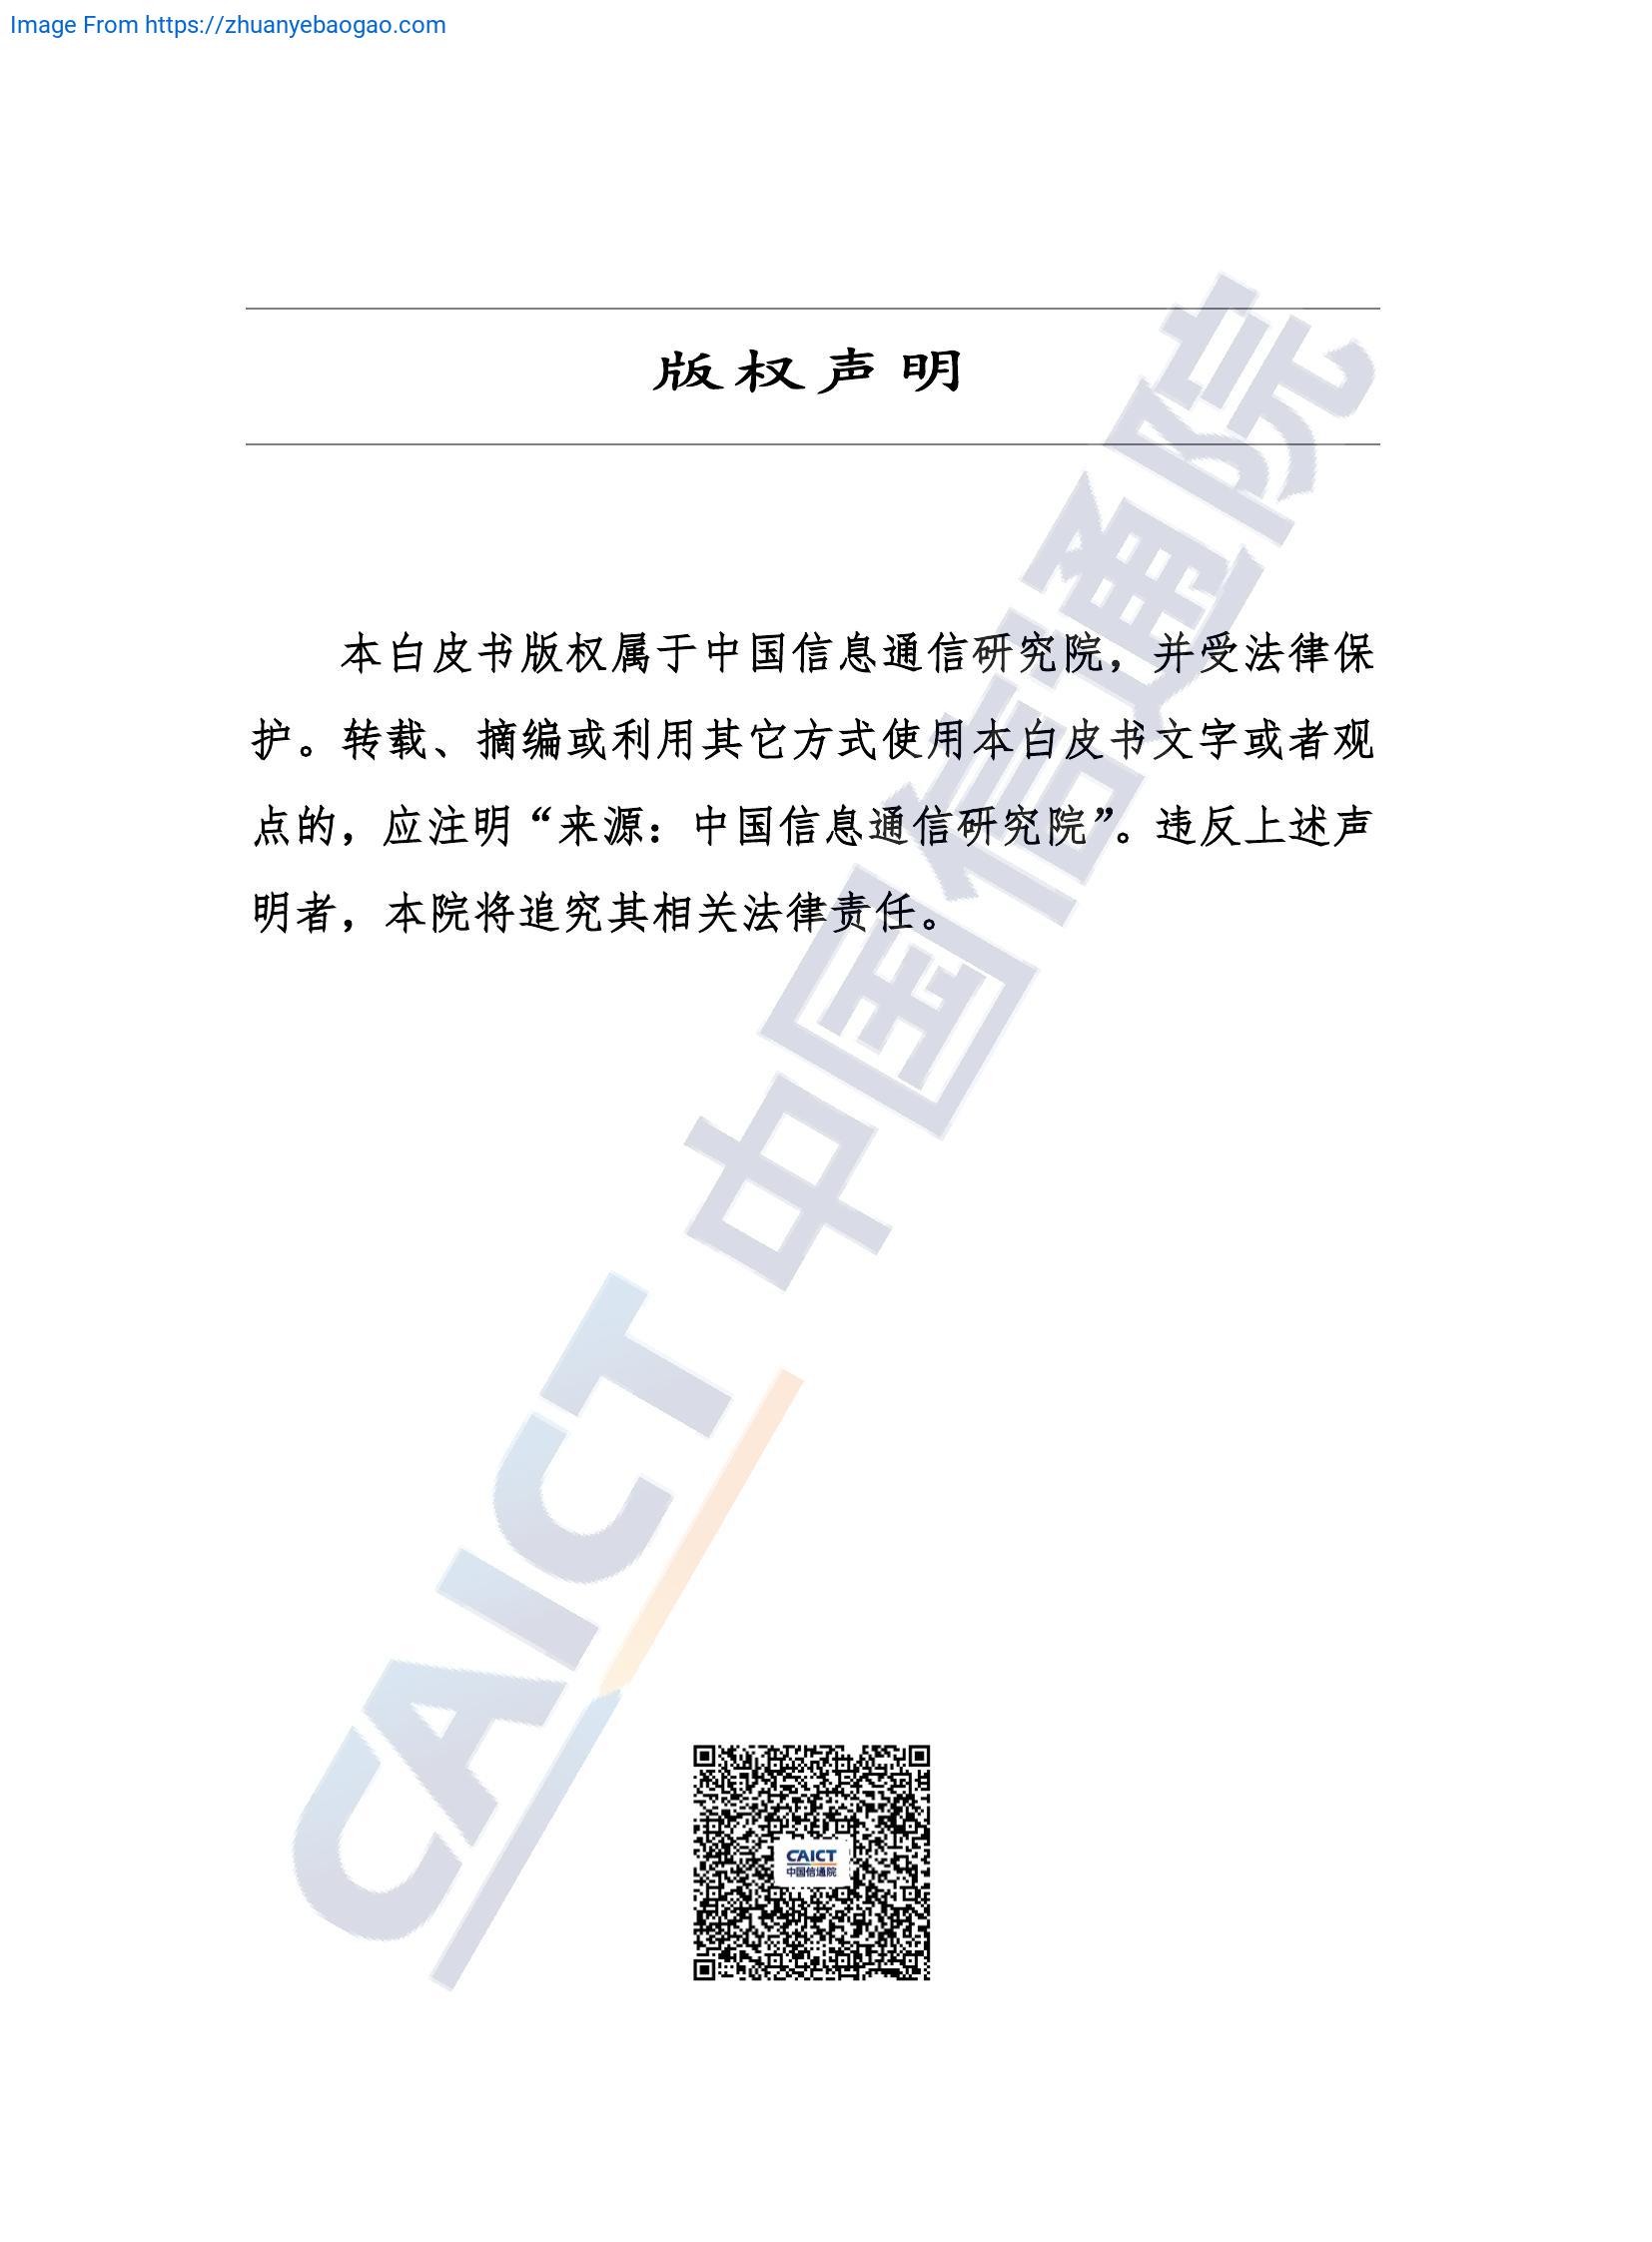 Image From https://zhuanyebaogao.com
版权声明
本白皮书版权属于中国信息通信研究院，并受法律保
护。转载、摘编或利用其它方式使用本白皮书文字或者观
点的，应注明“来源：中国信息通信研究院”。违反上述声
明者，本院将追究其相关法律责任。
CAICT 中国信通院
CAICT
中国信通院